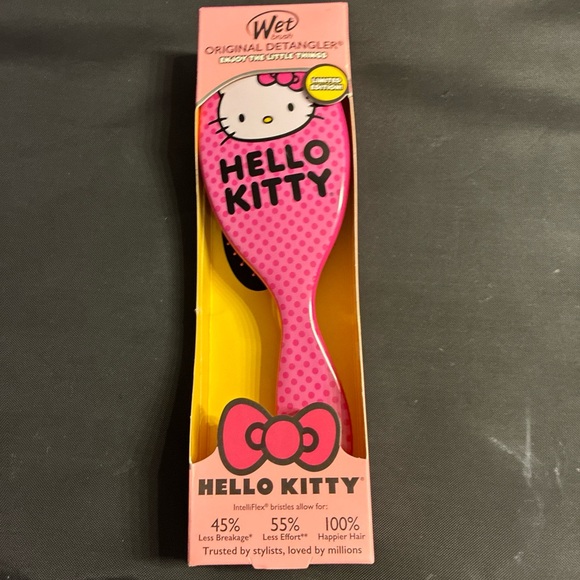 Wet
brush
ORIGINAL DETANGLER®
ENJOY THE LITTLE THINGS
LIMITED
EDITION!
HELLO
KITTY
HELLO KITTY®
IntelliFlex® bristles allow for:
45% 55% 100%
Less Breakage* Less Effort** Happier Hair
Trusted by stylists, loved by millions